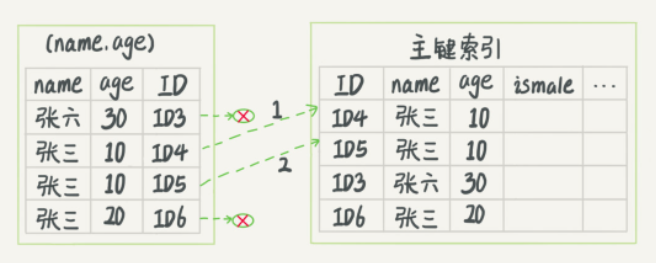 (name.age)
name age ID
张六 30 ID3
张三 10 ID4
张三 10 ID5
张三 20 ID6
1
2
主键索引
ID name age ismale ...
ID4 张三 10
ID5 张三 10
ID3 张六 30
ID6 张三 20